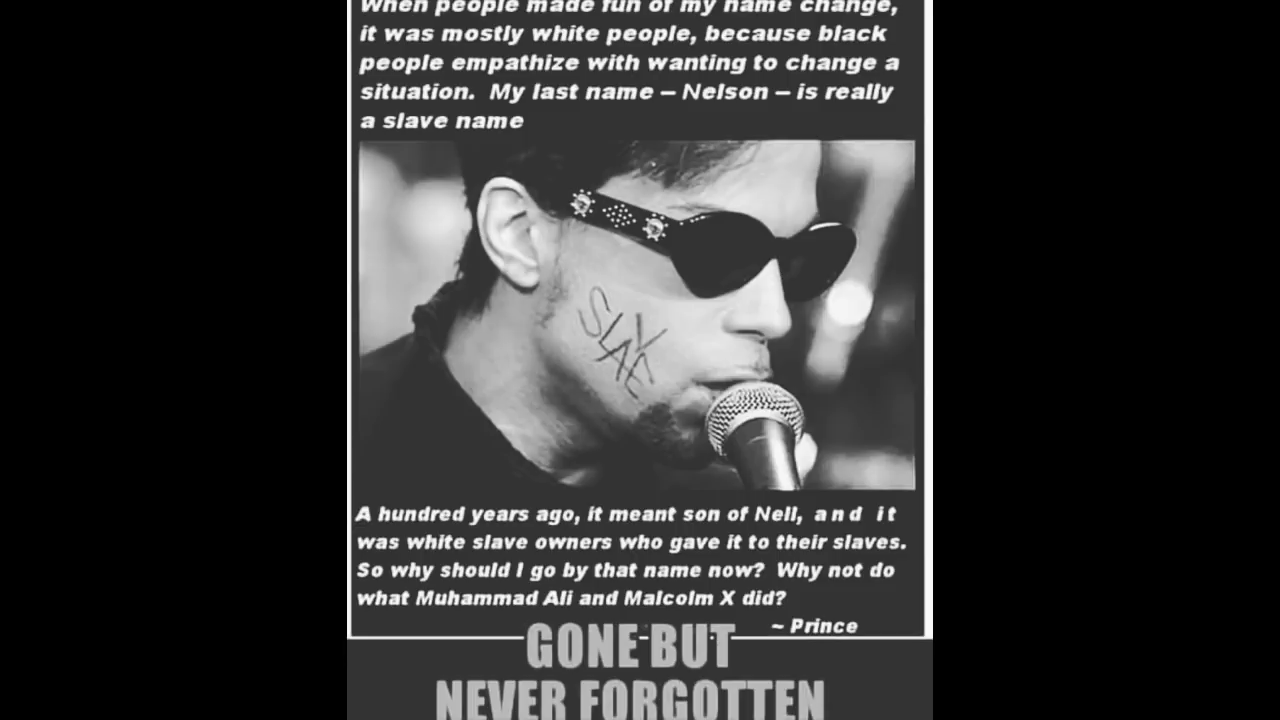 When people made fun of my name change,
it was mostly white people, because black
people empathize with wanting to change a
situation. My last name – Nelson – is really
a slave name
SLAVE
A hundred years ago, it meant son of Nell, and it
was white slave owners who gave it to their slaves.
So why should I go by that name now? Why not do
what Muhammad Ali and Malcolm X did?
~ Prince
GONE BUT
NEVER FORGOTTEN